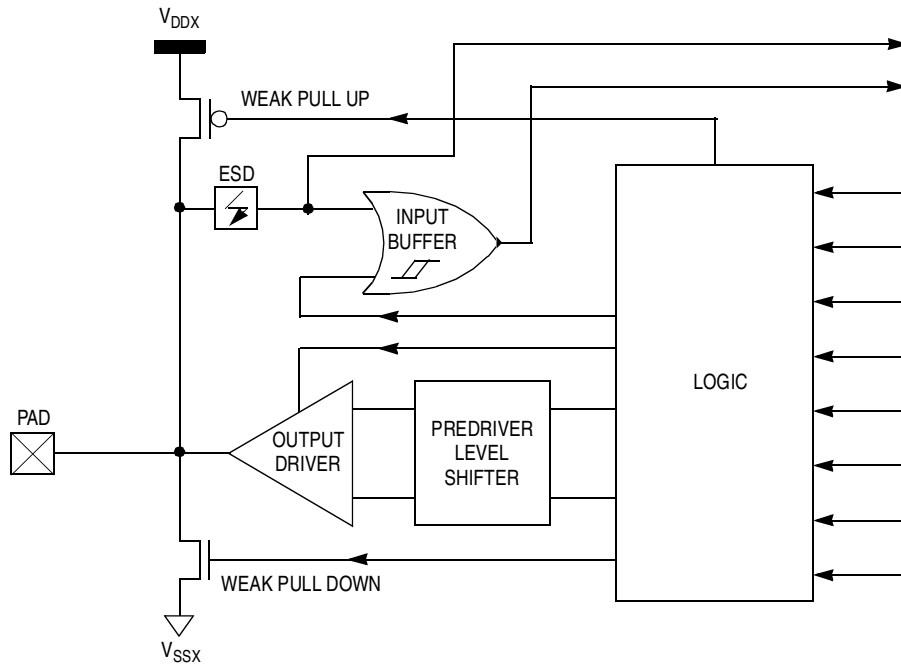 VDDX
WEAK PULL UP
ESD
INPUT
BUFFER
LOGIC
PAD
OUTPUT
DRIVER
PREDRIVER
LEVEL
SHIFTER
WEAK PULL DOWN
VSSX